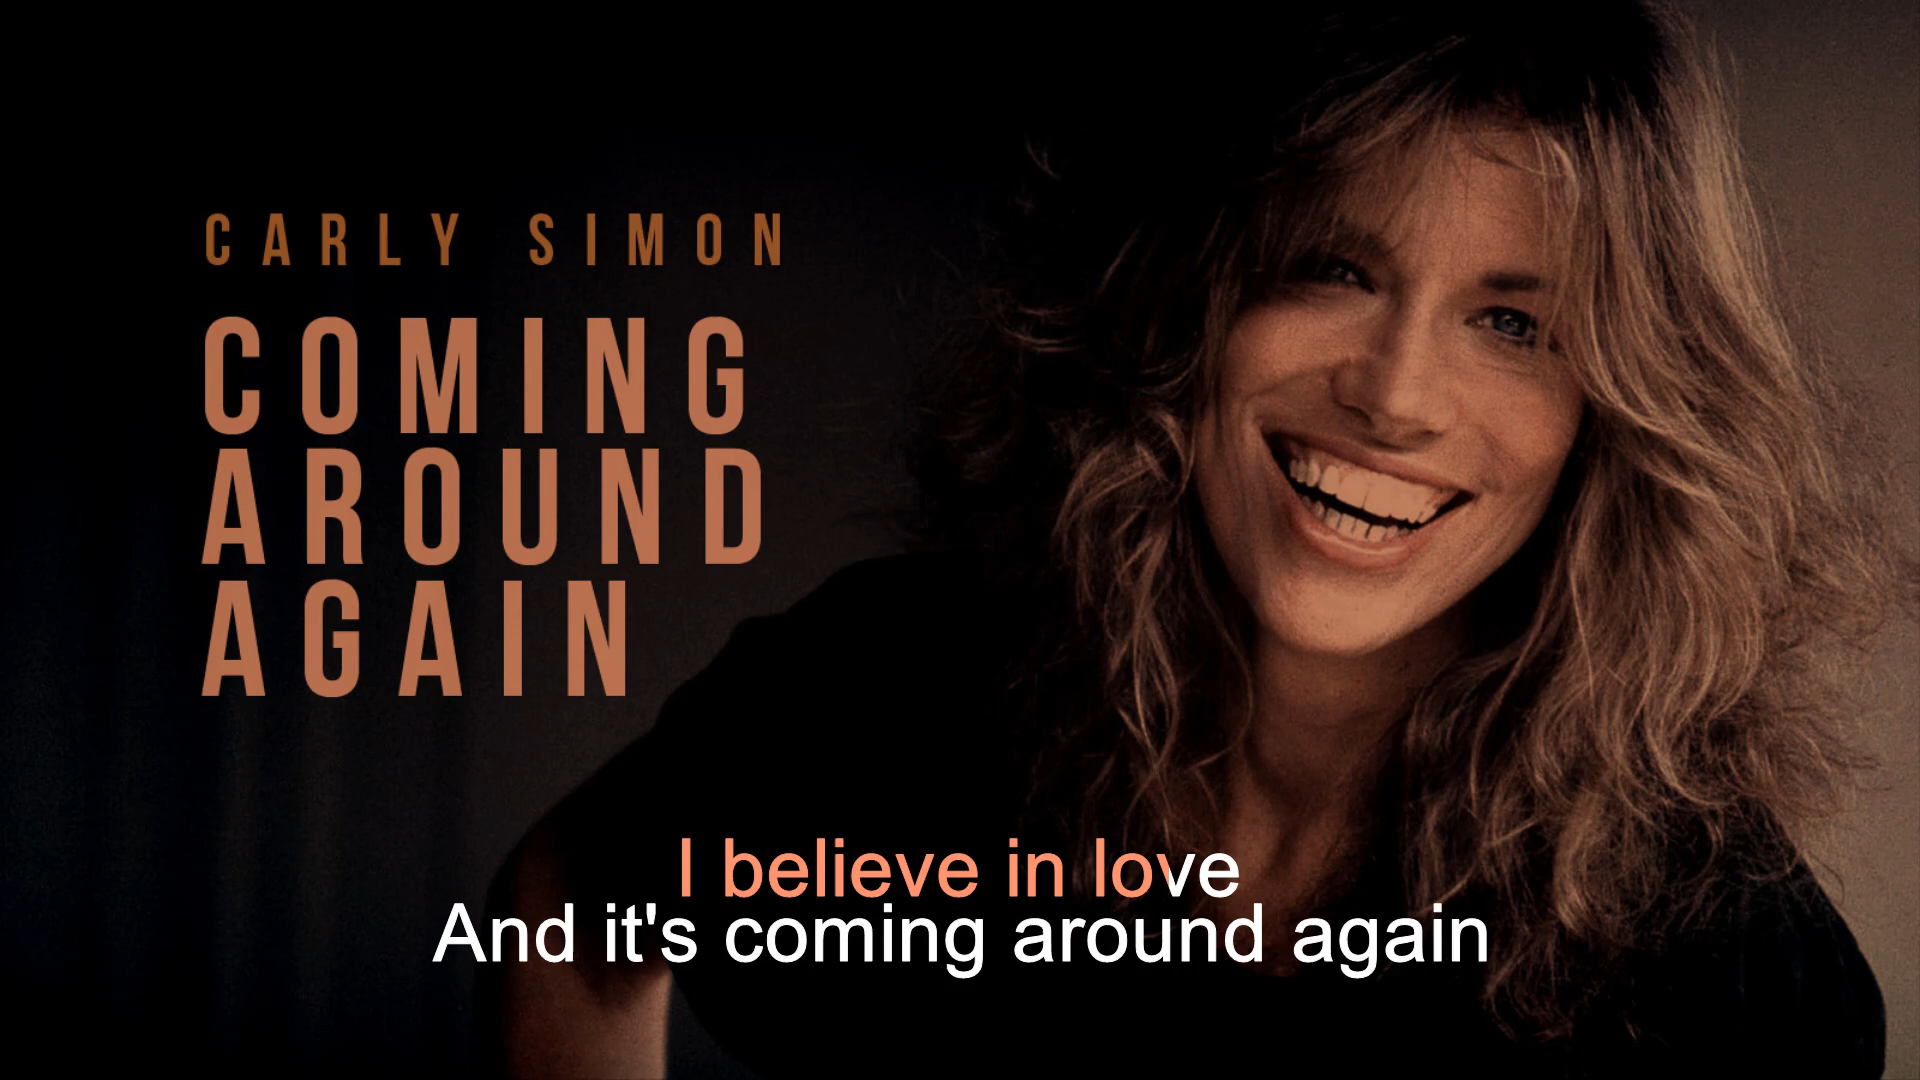 CARLY SIMON
COMING
AROUND
AGAIN
I believe in love
And it's coming around again